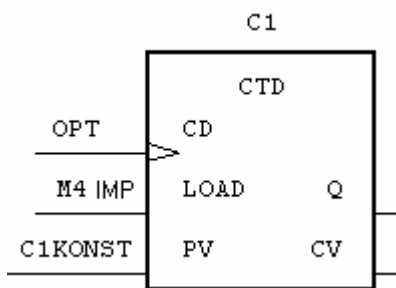 C1
CTD
OPT CD
M4 IMP LOAD Q
C1KONST PV CV